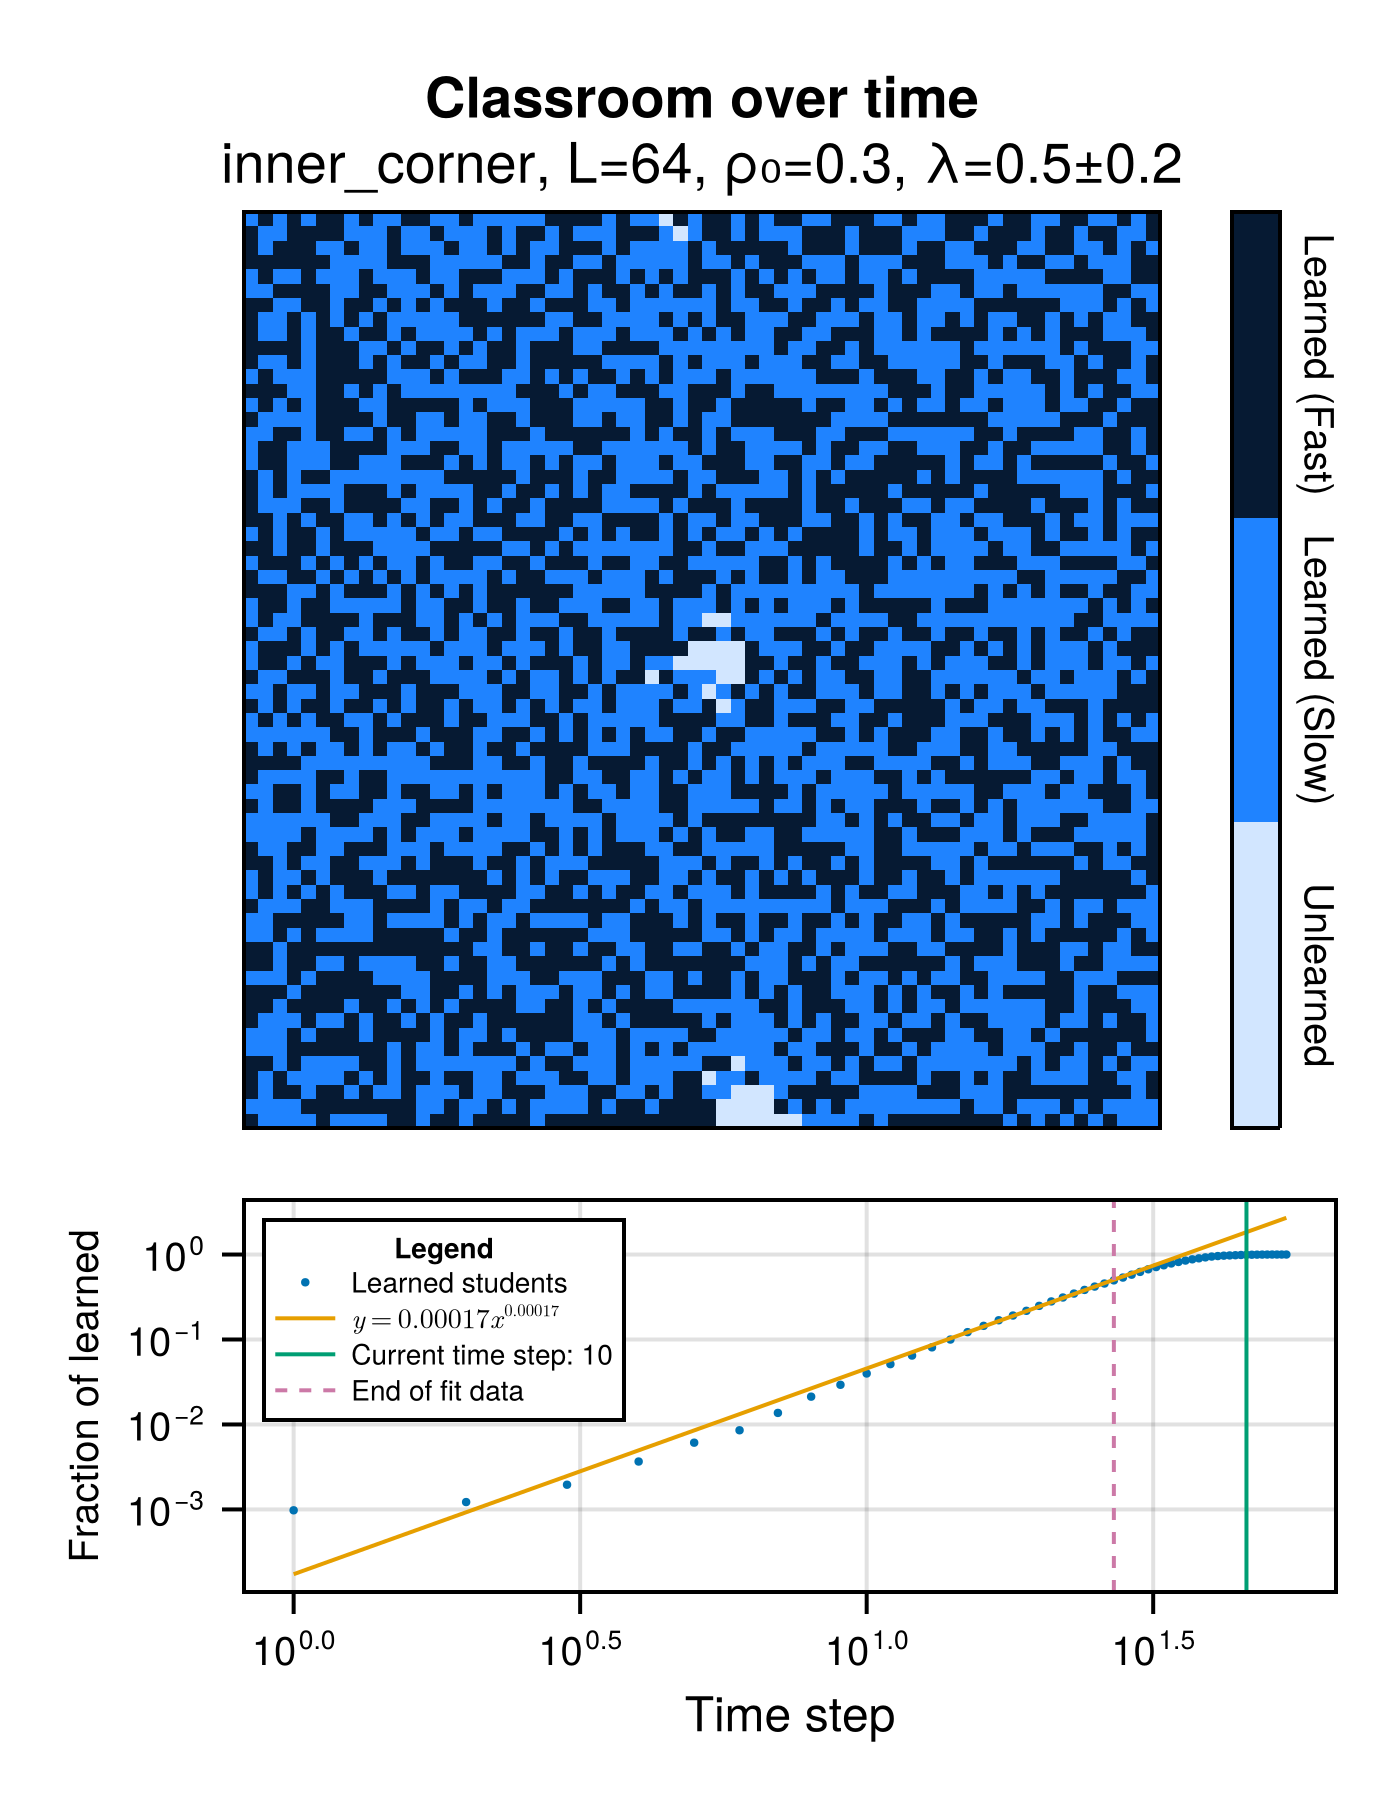 Classroom over time
inner_corner, L=64, ρ₀=0.3, λ=0.5±0.2
Learned (Fast)
Learned (Slow)
Unlearned
Fraction of learned
10⁰
10⁻¹
10⁻²
10⁻³
Legend
Learned students
y = 0.00017x^0.00017
Current time step: 10
End of fit data
10^0.0
10^0.5
10^1.0
10^1.5
Time step